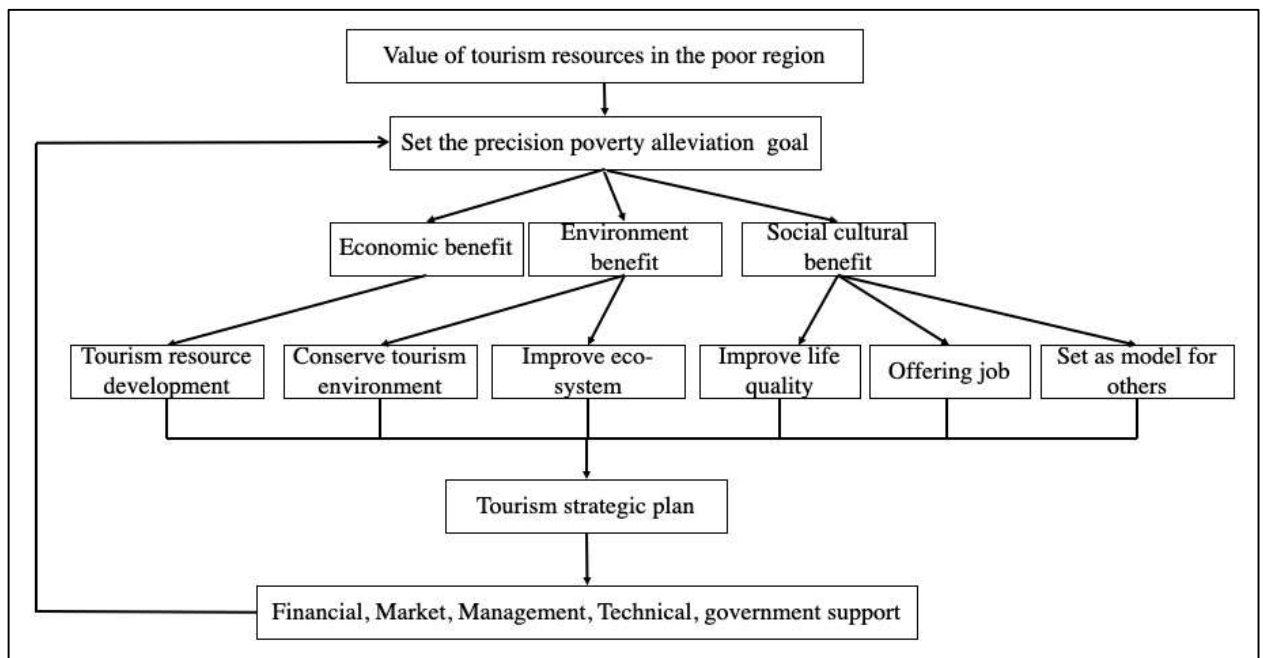 Value of tourism resources in the poor region
Set the precision poverty alleviation goal
Economic benefit
Environment
benefit
Social cultural
benefit
Tourism resource
development
Conserve tourism
environment
Improve eco-
system
Improve life
quality
Offering job
Set as model for
others
Tourism strategic plan
Financial, Market, Management, Technical, government support